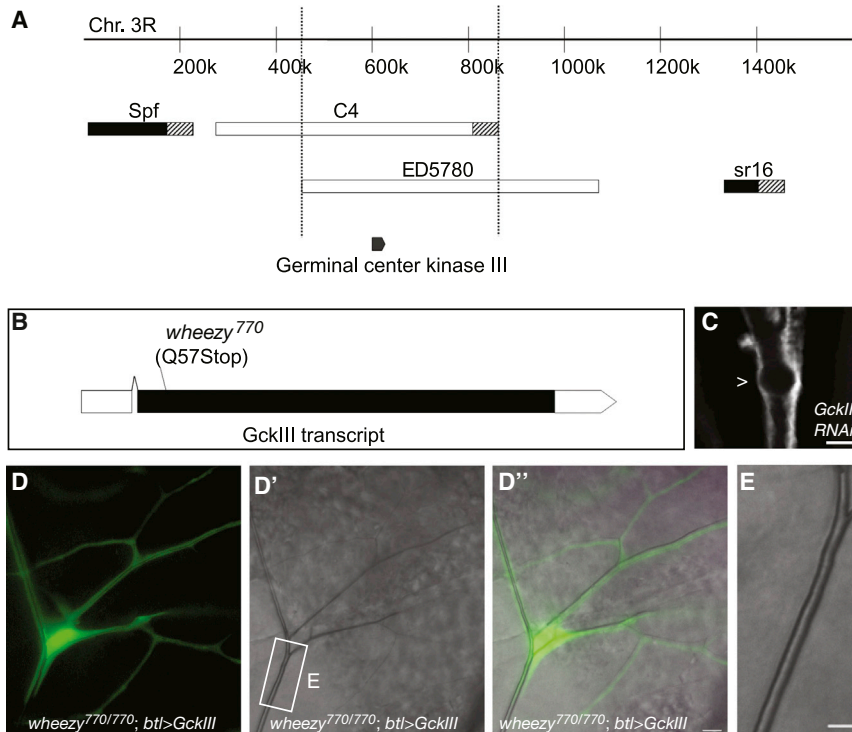 A
Chr. 3R
200k 400k 600k 800k 1000k 1200k 1400k
Spf C4
ED5780 sr16
Germinal center kinase III
B
wheezy770
(Q57Stop)
GckIII transcript
C
>
RNAi
D D' D'' E
E
wheezy770/770; btl>GckIII wheezy770/770; btl>GckIII wheezy770/770; btl>GckIII